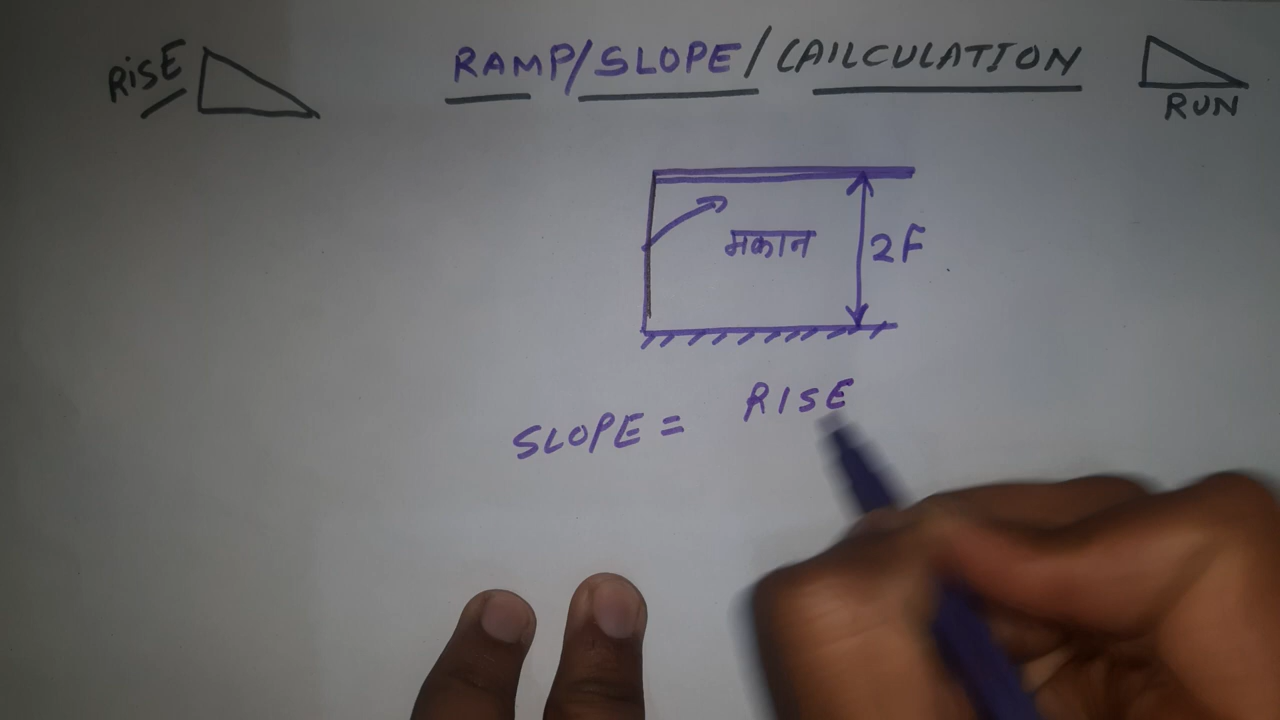 RiSE
RAMP/SLOPE/CAILCULATION
RUN
मकान
2F
SLOPE = RISE